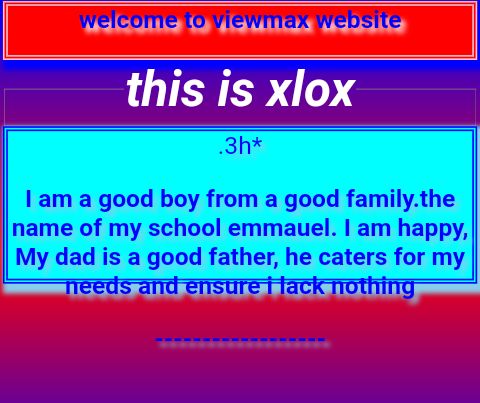 welcome to viewmax website
this is xlox
.3h*
I am a good boy from a good family.the
name of my school emmauel. I am happy,
My dad is a good father, he caters for my
needs and ensure i lack nothing
------------------